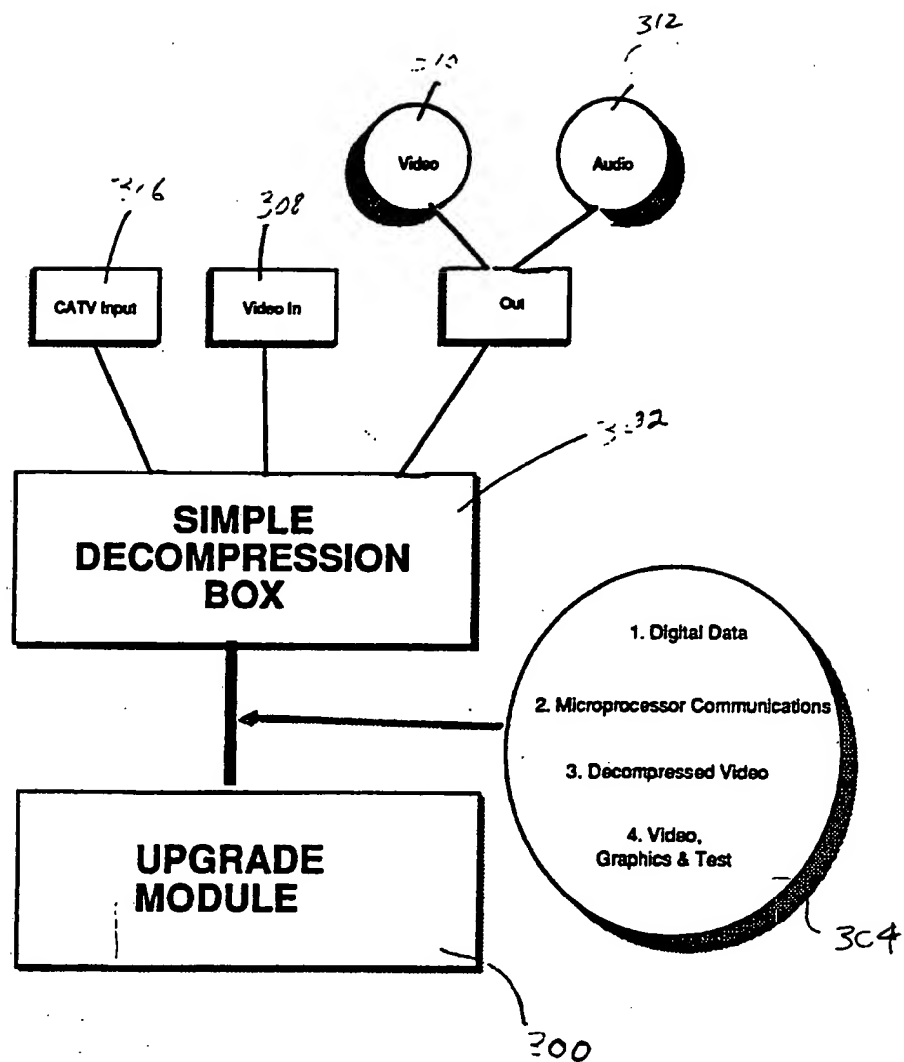 312
Video
Audio
308
CATV Input
Video In
Out
SIMPLE
DECOMPRESSION
BOX
1. Digital Data
2. Microprocessor Communications
3. Decompressed Video
4. Video,
Graphics & Test
UPGRADE
MODULE
304
300